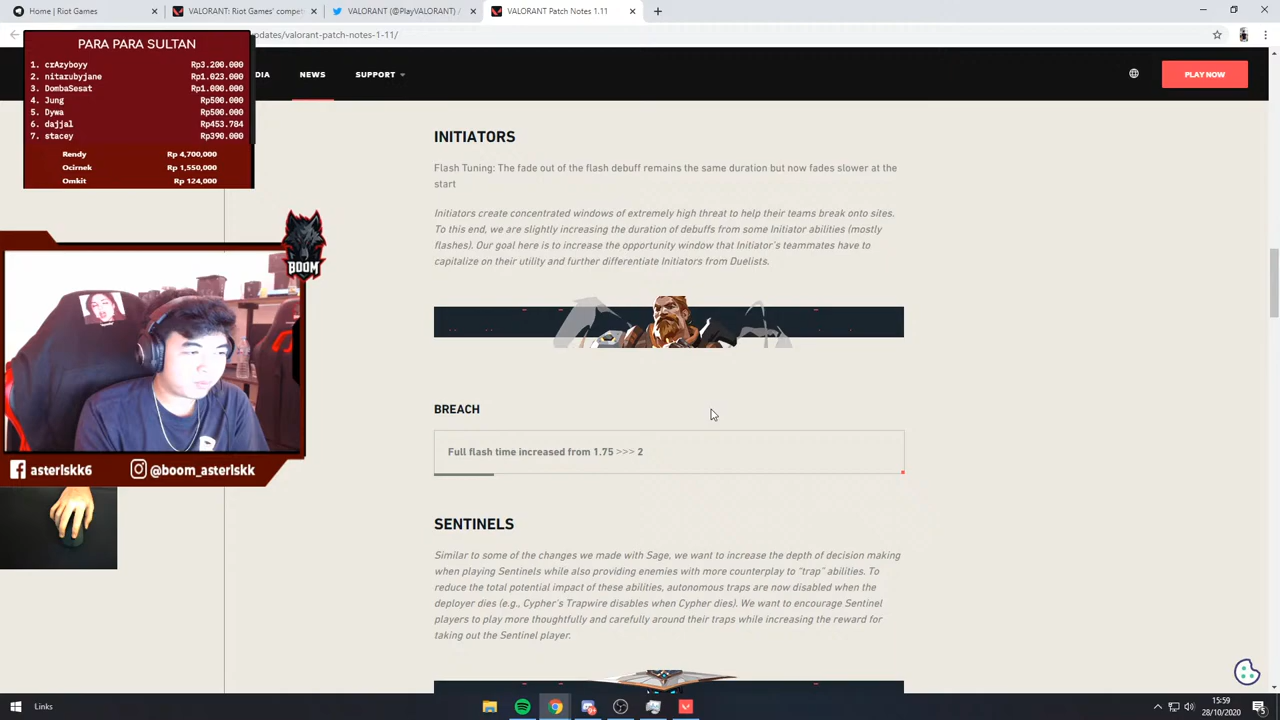 Home | Riot Games
VALORANT: Riot Games' compet
VALORANT (@PlayVALORANT) /
VALORANT Patch Notes 1.11
pdates/valorant-patch-notes-1-11/
PARA PARA SULTAN
1. crAzyboyy Rp3.200.000
2. nitarubyjane Rp1.023.000
3. DombaSesat Rp1.000.000
4. Jung Rp500.000
5. Dywa Rp500.000
6. dajjal Rp453.784
7. stacey Rp390.000
Rendy Rp 4,700,000
Ocirnek Rp 1,550,000
Omkit Rp 124,000
DIA
NEWS
SUPPORT
PLAY NOW
INITIATORS
Flash Tuning: The fade out of the flash debuff remains the same duration but now fades slower at the
start
Initiators create concentrated windows of extremely high threat to help their teams break onto sites.
To this end, we are slightly increasing the duration of debuffs from some Initiator abilities (mostly
flashes). Our goal here is to increase the opportunity window that Initiator's teammates have to
capitalize on their utility and further differentiate Initiators from Duelists.
BOOM
BREACH
Full flash time increased from 1.75 >>> 2
asterlskk6
@boom_asterlskk
SENTINELS
Similar to some of the changes we made with Sage, we want to increase the depth of decision making
when playing Sentinels while also providing enemies with more counterplay to “trap” abilities. To
reduce the total potential impact of these abilities, autonomous traps are now disabled when the
deployer dies (e.g., Cypher's Trapwire disables when Cypher dies). We want to encourage Sentinel
players to play more thoughtfully and carefully around their traps while increasing the reward for
taking out the Sentinel player.
Links
15:59
28/10/2020